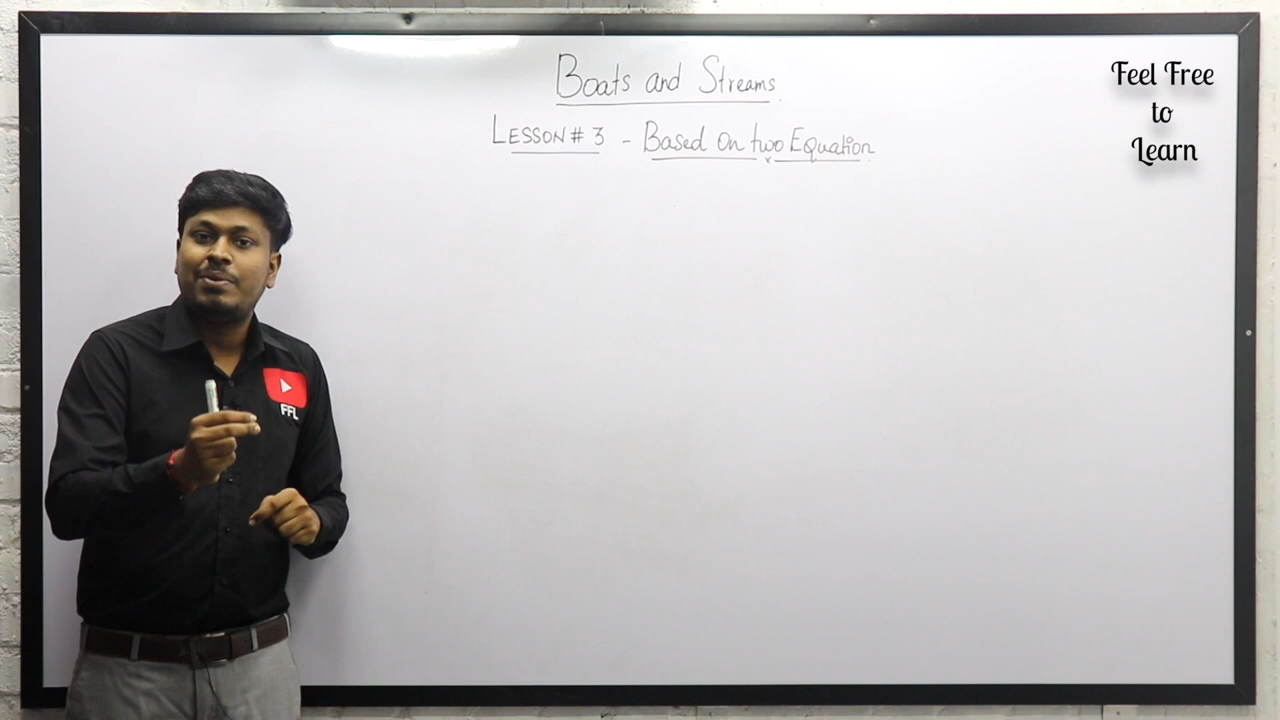 Boats and Streams
LESSON # 3 - Based On two Equation
Feel Free
to
Learn
FFL